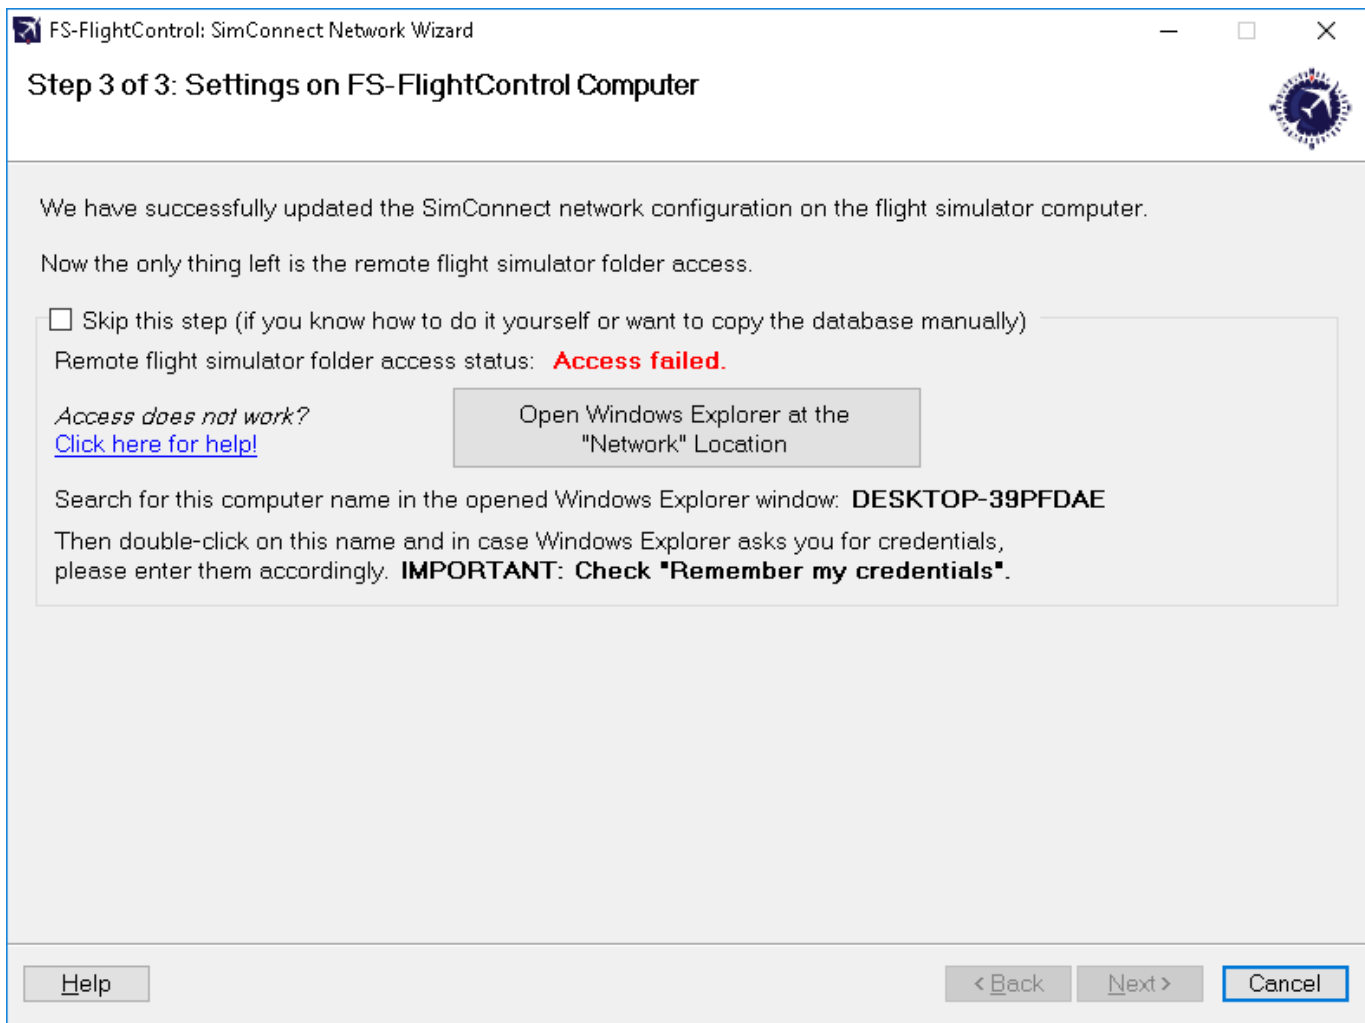 FS-FlightControl: SimConnect Network Wizard
Step 3 of 3: Settings on FS-FlightControl Computer
We have successfully updated the SimConnect network configuration on the flight simulator computer.
Now the only thing left is the remote flight simulator folder access.
Skip this step (if you know how to do it yourself or want to copy the database manually)
Remote flight simulator folder access status: Access failed.
Access does not work?
Click here for help!
Open Windows Explorer at the
"Network" Location
Search for this computer name in the opened Windows Explorer window: DESKTOP-39PFDAE
Then double-click on this name and in case Windows Explorer asks you for credentials,
please enter them accordingly. IMPORTANT: Check "Remember my credentials".
Help
< Back
Next >
Cancel